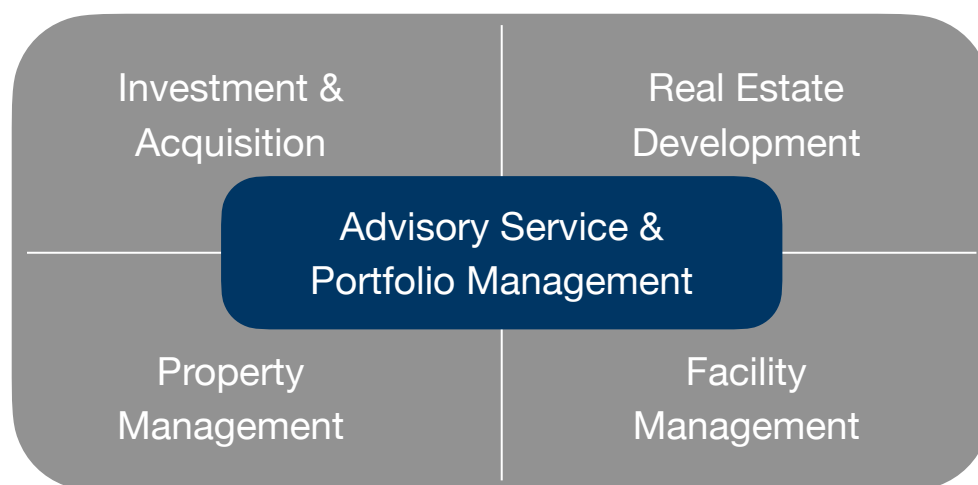 Investment &
Acquisition
Real Estate
Development
Advisory Service &
Portfolio Management
Property
Management
Facility
Management